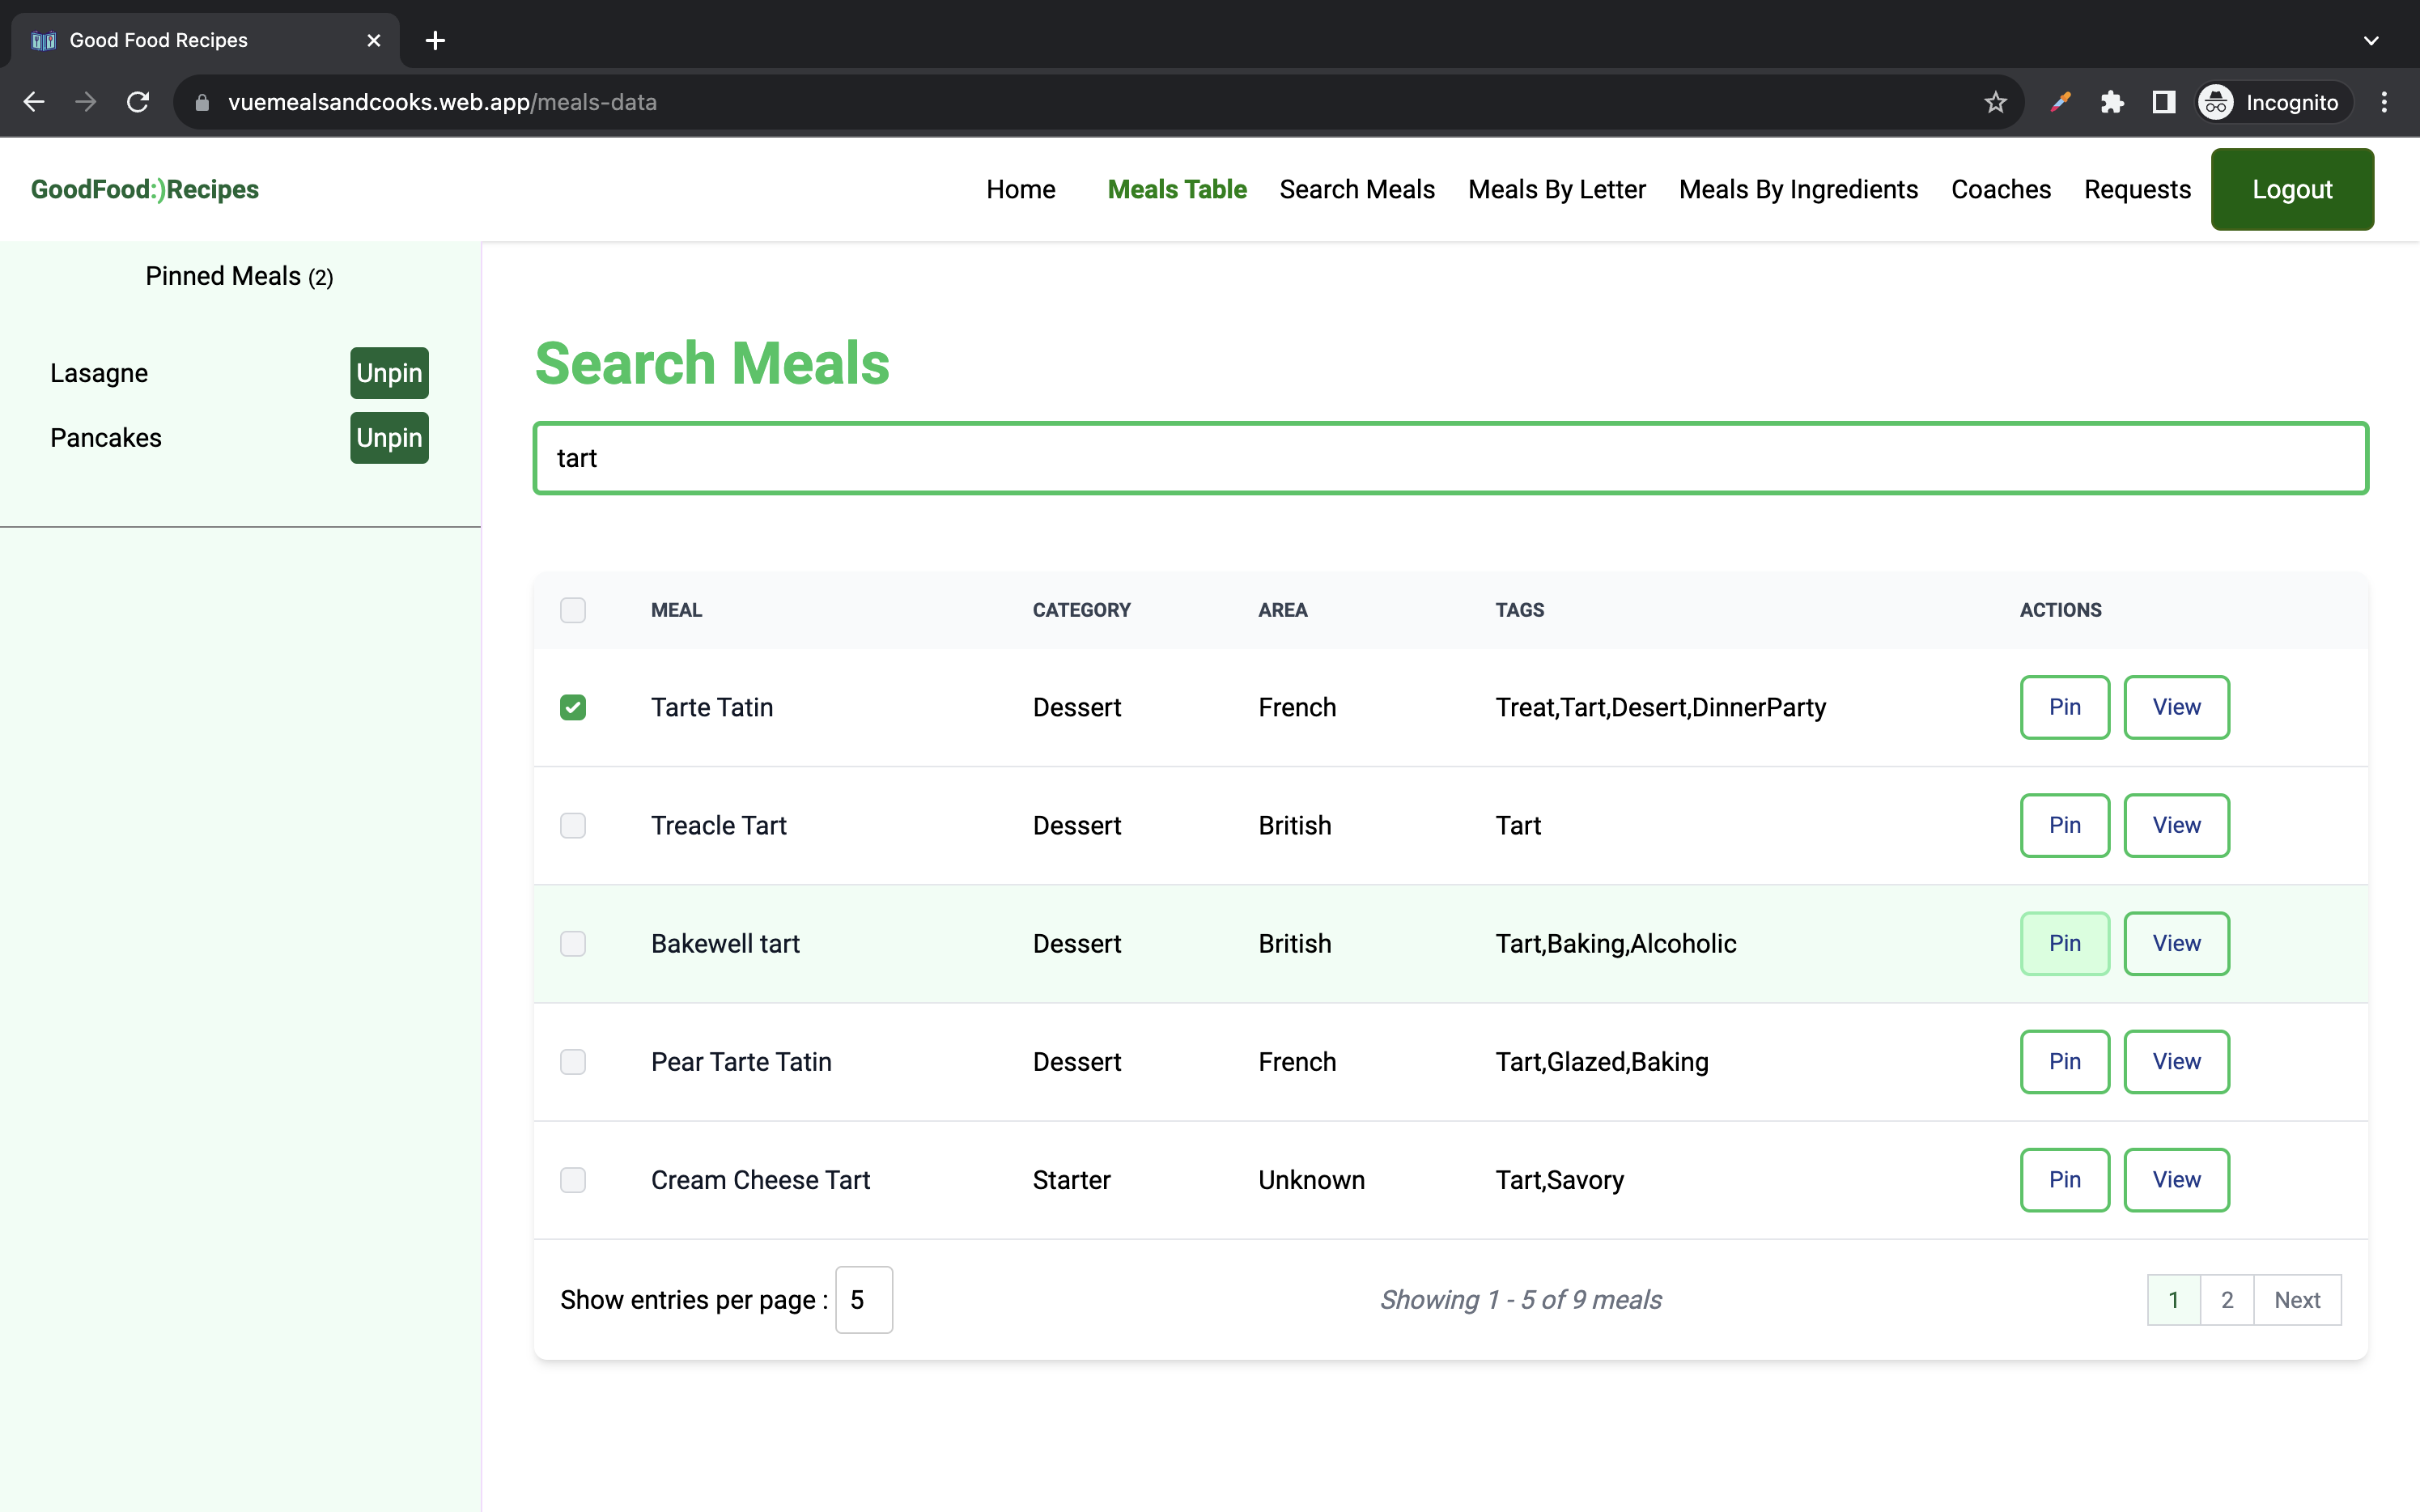 Good Food Recipes
vuemealsandcooks.web.app/meals-data
Incognito
GoodFood:)Recipes
Home
Meals Table
Search Meals
Meals By Letter
Meals By Ingredients
Coaches
Requests
Logout
Pinned Meals (2)
Lasagne Unpin
Pancakes Unpin
Search Meals
tart
MEAL CATEGORY AREA TAGS ACTIONS
Tarte Tatin Dessert French Treat,Tart,Desert,DinnerParty Pin View
Treacle Tart Dessert British Tart Pin View
Bakewell tart Dessert British Tart,Baking,Alcoholic Pin View
Pear Tarte Tatin Dessert French Tart,Glazed,Baking Pin View
Cream Cheese Tart Starter Unknown Tart,Savory Pin View
Show entries per page : 5
Showing 1 - 5 of 9 meals
1 2 Next